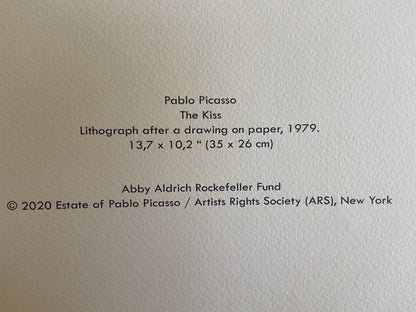 Pablo Picasso
The Kiss
Lithograph after a drawing on paper, 1979.
13,7 x 10,2 “ (35 x 26 cm)
Abby Aldrich Rockefeller Fund
© 2020 Estate of Pablo Picasso / Artists Rights Society (ARS), New York